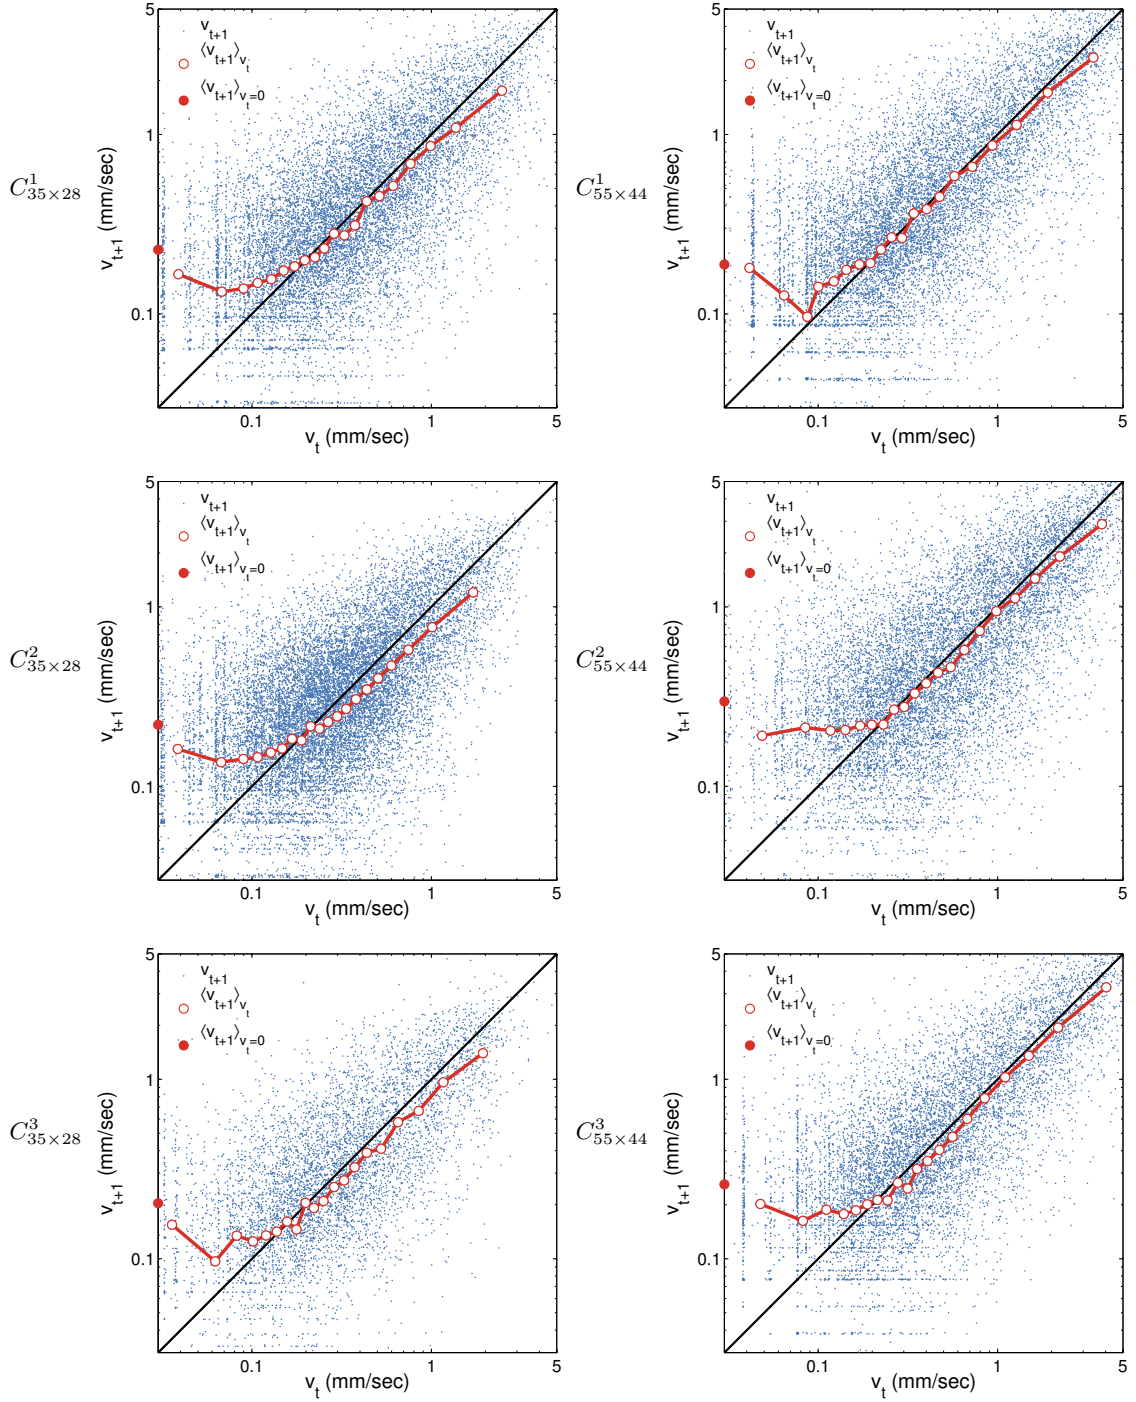 5
v_{t+1}
⟨v_{t+1}⟩_{v_t}
⟨v_{t+1}⟩_{v_t=0}
1
C^1_{35×28}
v_{t+1} (mm/sec)
0.1
0.1 1 5
v_t (mm/sec)
5
v_{t+1}
⟨v_{t+1}⟩_{v_t}
⟨v_{t+1}⟩_{v_t=0}
1
C^1_{55×44}
v_{t+1} (mm/sec)
0.1
0.1 1 5
v_t (mm/sec)
5
v_{t+1}
⟨v_{t+1}⟩_{v_t}
⟨v_{t+1}⟩_{v_t=0}
1
C^2_{35×28}
v_{t+1} (mm/sec)
0.1
0.1 1 5
v_t (mm/sec)
5
v_{t+1}
⟨v_{t+1}⟩_{v_t}
⟨v_{t+1}⟩_{v_t=0}
1
C^2_{55×44}
v_{t+1} (mm/sec)
0.1
0.1 1 5
v_t (mm/sec)
5
v_{t+1}
⟨v_{t+1}⟩_{v_t}
⟨v_{t+1}⟩_{v_t=0}
1
C^3_{35×28}
v_{t+1} (mm/sec)
0.1
0.1 1 5
v_t (mm/sec)
5
v_{t+1}
⟨v_{t+1}⟩_{v_t}
⟨v_{t+1}⟩_{v_t=0}
1
C^3_{55×44}
v_{t+1} (mm/sec)
0.1
0.1 1 5
v_t (mm/sec)